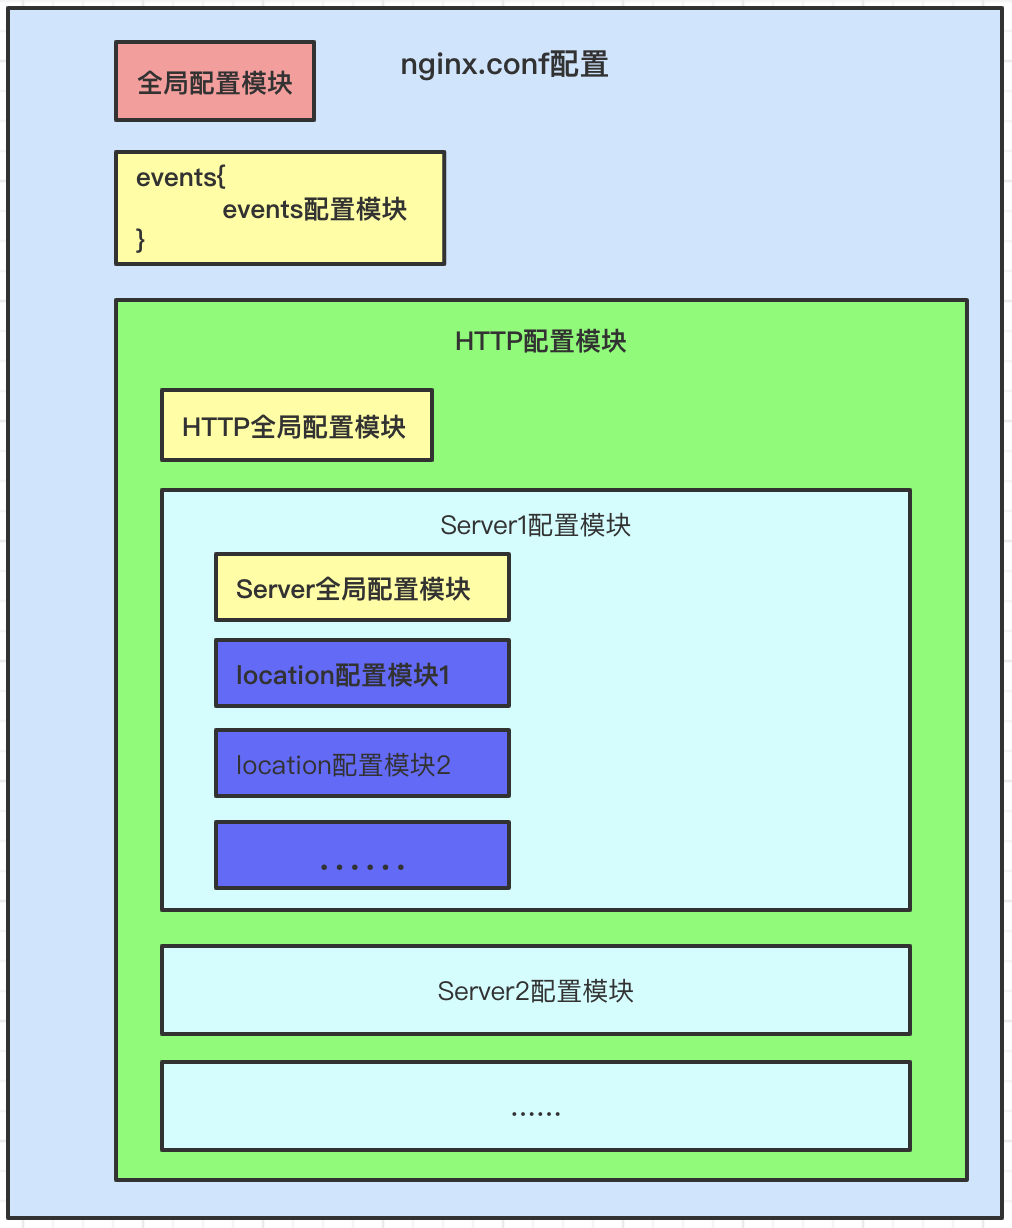 nginx.conf配置
全局配置模块
events{
events配置模块
}
HTTP配置模块
HTTP全局配置模块
Server1配置模块
Server全局配置模块
location配置模块1
location配置模块2
......
Server2配置模块
......